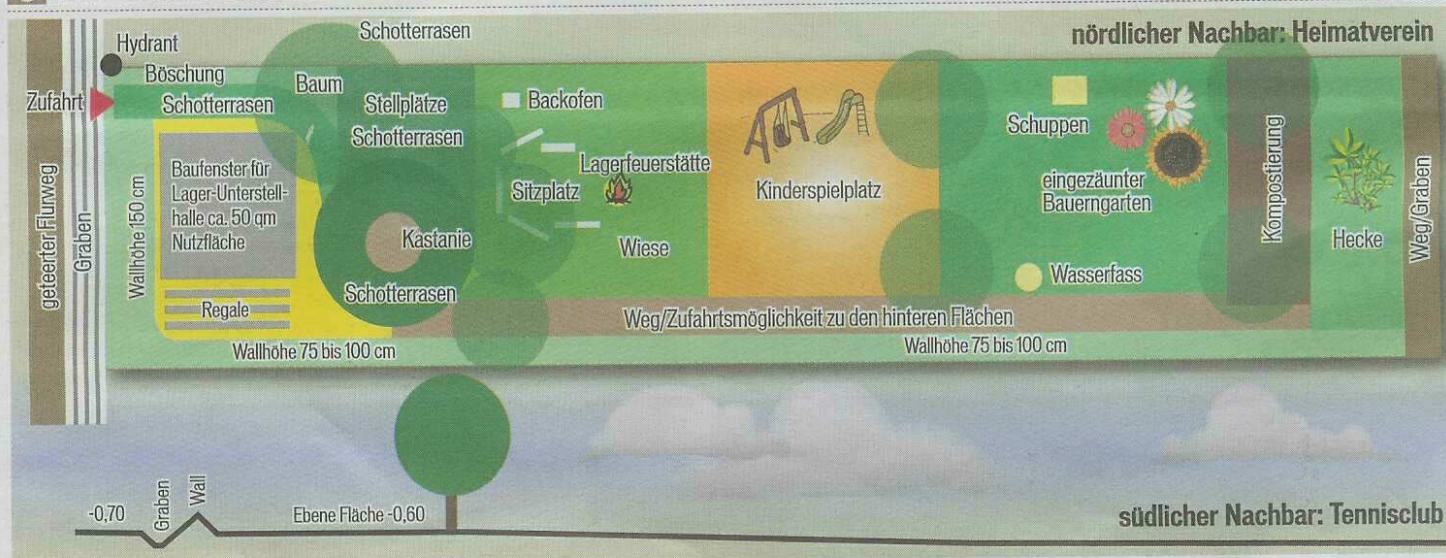 Schotterrasen
nördlicher Nachbar: Heimatverein
Hydrant
Böschung
Baum
Zufahrt
Schotterrasen
Stellplätze
Schotterrasen
Backofen
Schuppen
Baufenster für
Lager-Unterstell-
halle ca. 50 qm
Nutzfläche
Lagerfeuerstätte
Sitzplatz
Kinderspielplatz
eingezäunter
Bauerngarten
Kompostierung
Hecke
Weg/Graben
geteerter Flurweg
Gräben
Wallhöhe 150 cm
Kastanie
Wiese
Wasserfass
Schotterrasen
Regale
Weg/Zufahrtsmöglichkeit zu den hinteren Flächen
Wallhöhe 75 bis 100 cm
Wallhöhe 75 bis 100 cm
-0,70
Graben
Wall
Ebene Fläche -0,60
südlicher Nachbar: Tennisclub